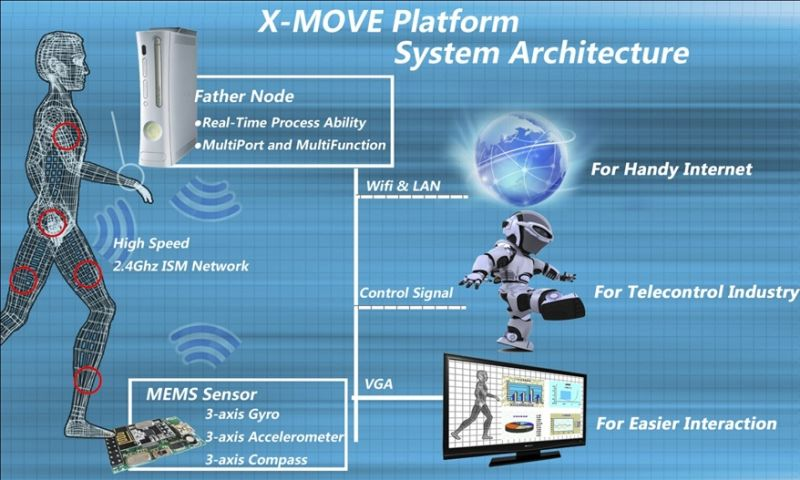 X-MOVE Platform
System Architecture
Father Node
●Real-Time Process Ability
●MultiPort and MultiFunction
Wifi & LAN
For Handy Internet
High Speed
2.4Ghz ISM Network
Control Signal
For Telecontrol Industry
VGA
For Easier Interaction
MEMS Sensor
3-axis Gyro
3-axis Accelerometer
3-axis Compass